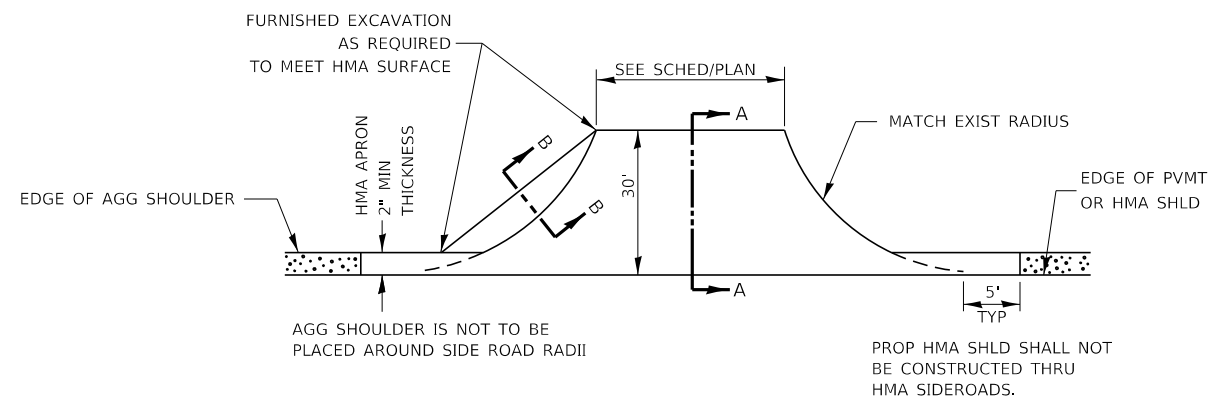 FURNISHED EXCAVATION
AS REQUIRED
TO MEET HMA SURFACE
SEE SCHED/PLAN
A
MATCH EXIST RADIUS
B
B
HMA APRON
2" MIN
THICKNESS
30'
EDGE OF AGG SHOULDER
EDGE OF PVMT
OR HMA SHLD
A
5'
TYP
AGG SHOULDER IS NOT TO BE
PLACED AROUND SIDE ROAD RADII
PROP HMA SHLD SHALL NOT
BE CONSTRUCTED THRU
HMA SIDEROADS.